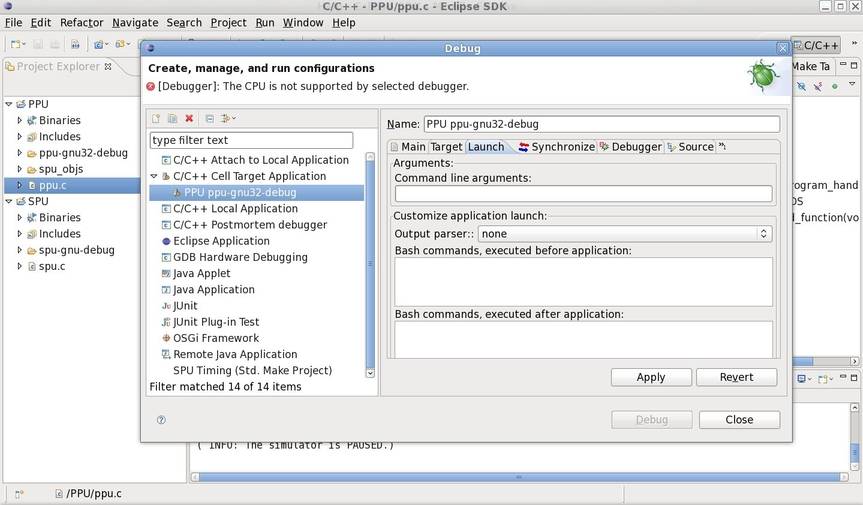 C/C++ - PPU/ppu.c - Eclipse SDK
File Edit Refactor Navigate Search Project Run Window Help
C/C++
Project Explorer
Make Ta
PPU
Binaries
Includes
ppu-gnu32-debug
spu_objs
ppu.c
SPU
Binaries
Includes
spu-gnu-debug
spu.c
rogram_hand
OS
d_function(vo
Debug
Create, manage, and run configurations
[Debugger]: The CPU is not supported by selected debugger.
type filter text
C/C++ Attach to Local Application
C/C++ Cell Target Application
PPU ppu-gnu32-debug
C/C++ Local Application
C/C++ Postmortem debugger
Eclipse Application
GDB Hardware Debugging
Java Applet
Java Application
JUnit
JUnit Plug-in Test
OSGi Framework
Remote Java Application
SPU Timing (Std. Make Project)
Filter matched 14 of 14 items
Name: PPU ppu-gnu32-debug
Main Target Launch Synchronize Debugger Source
Arguments:
Command line arguments:
Customize application launch:
Output parser:: none
Bash commands, executed before application:
Bash commands, executed after application:
Apply Revert
Debug Close
( INFO: The simulator is PAUSED.)
/PPU/ppu.c